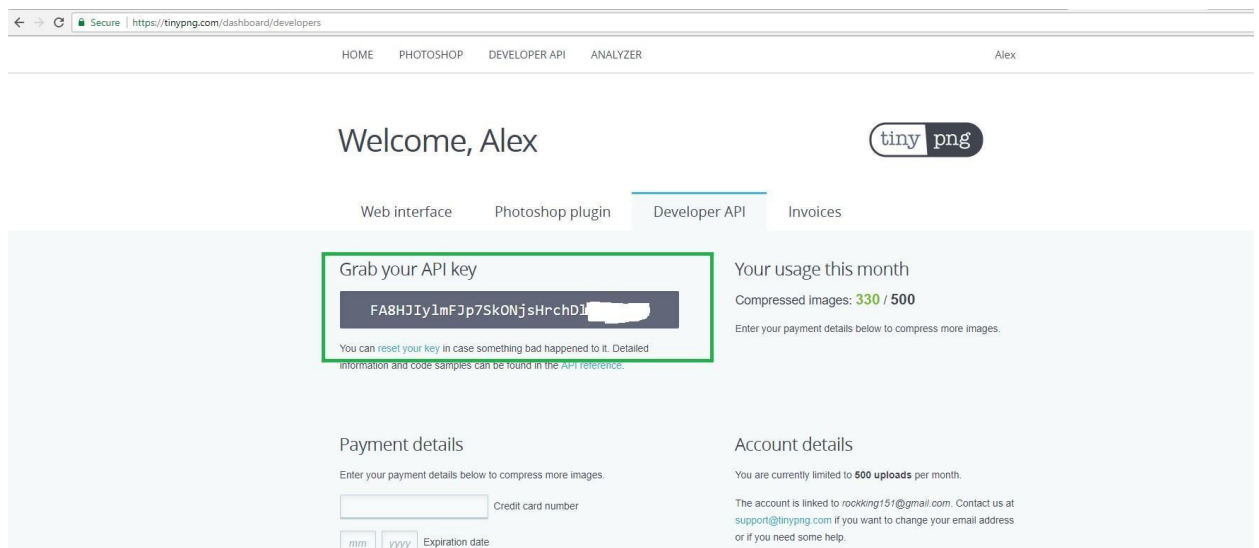 Secure | https://tinypng.com/dashboard/developers
HOME PHOTOSHOP DEVELOPER API ANALYZER Alex
Welcome, Alex
tiny png
Web interface Photoshop plugin Developer API Invoices
Grab your API key
FA8HJIylmFJp7SkONjsHrchDl
You can reset your key in case something bad happened to it. Detailed
information and code samples can be found in the API reference.
Your usage this month
Compressed images: 330 / 500
Enter your payment details below to compress more images.
Payment details
Enter your payment details below to compress more images.
Credit card number
mm yyyy Expiration date
Account details
You are currently limited to 500 uploads per month.
The account is linked to rockking151@gmail.com. Contact us at
support@tinypng.com if you want to change your email address
or if you need some help.